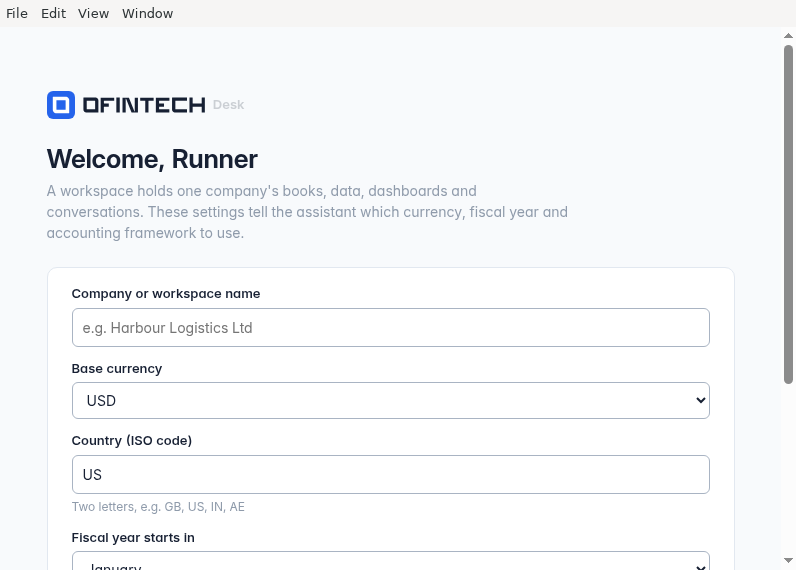 File Edit View Window
OFINTECH Desk
Welcome, Runner
A workspace holds one company's books, data, dashboards and
conversations. These settings tell the assistant which currency, fiscal year and
accounting framework to use.
Company or workspace name
e.g. Harbour Logistics Ltd
Base currency
USD
Country (ISO code)
US
Two letters, e.g. GB, US, IN, AE
Fiscal year starts in
January